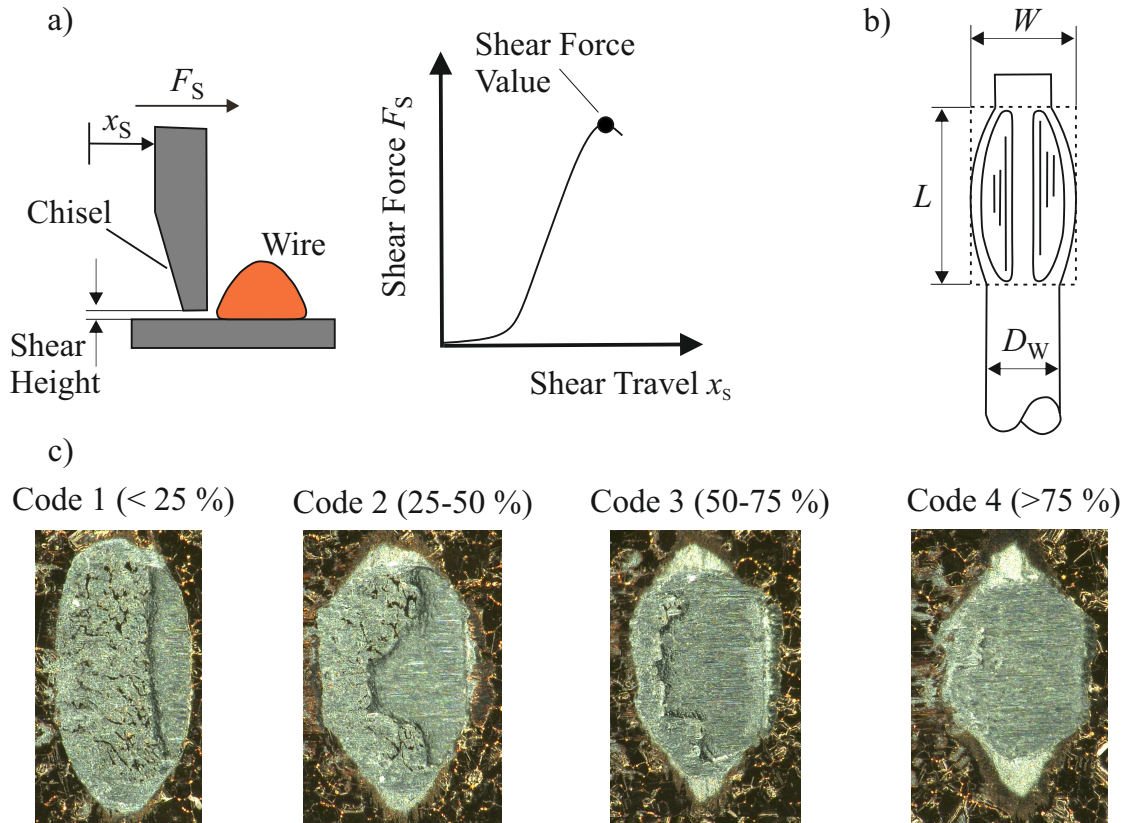 a)
F_S
x_S
Chisel
Wire
Shear
Height
Shear Force
Value
Shear Force F_S
Shear Travel x_s
b)
W
L
D_W
c)
Code 1 (< 25 %)
Code 2 (25-50 %)
Code 3 (50-75 %)
Code 4 (>75 %)